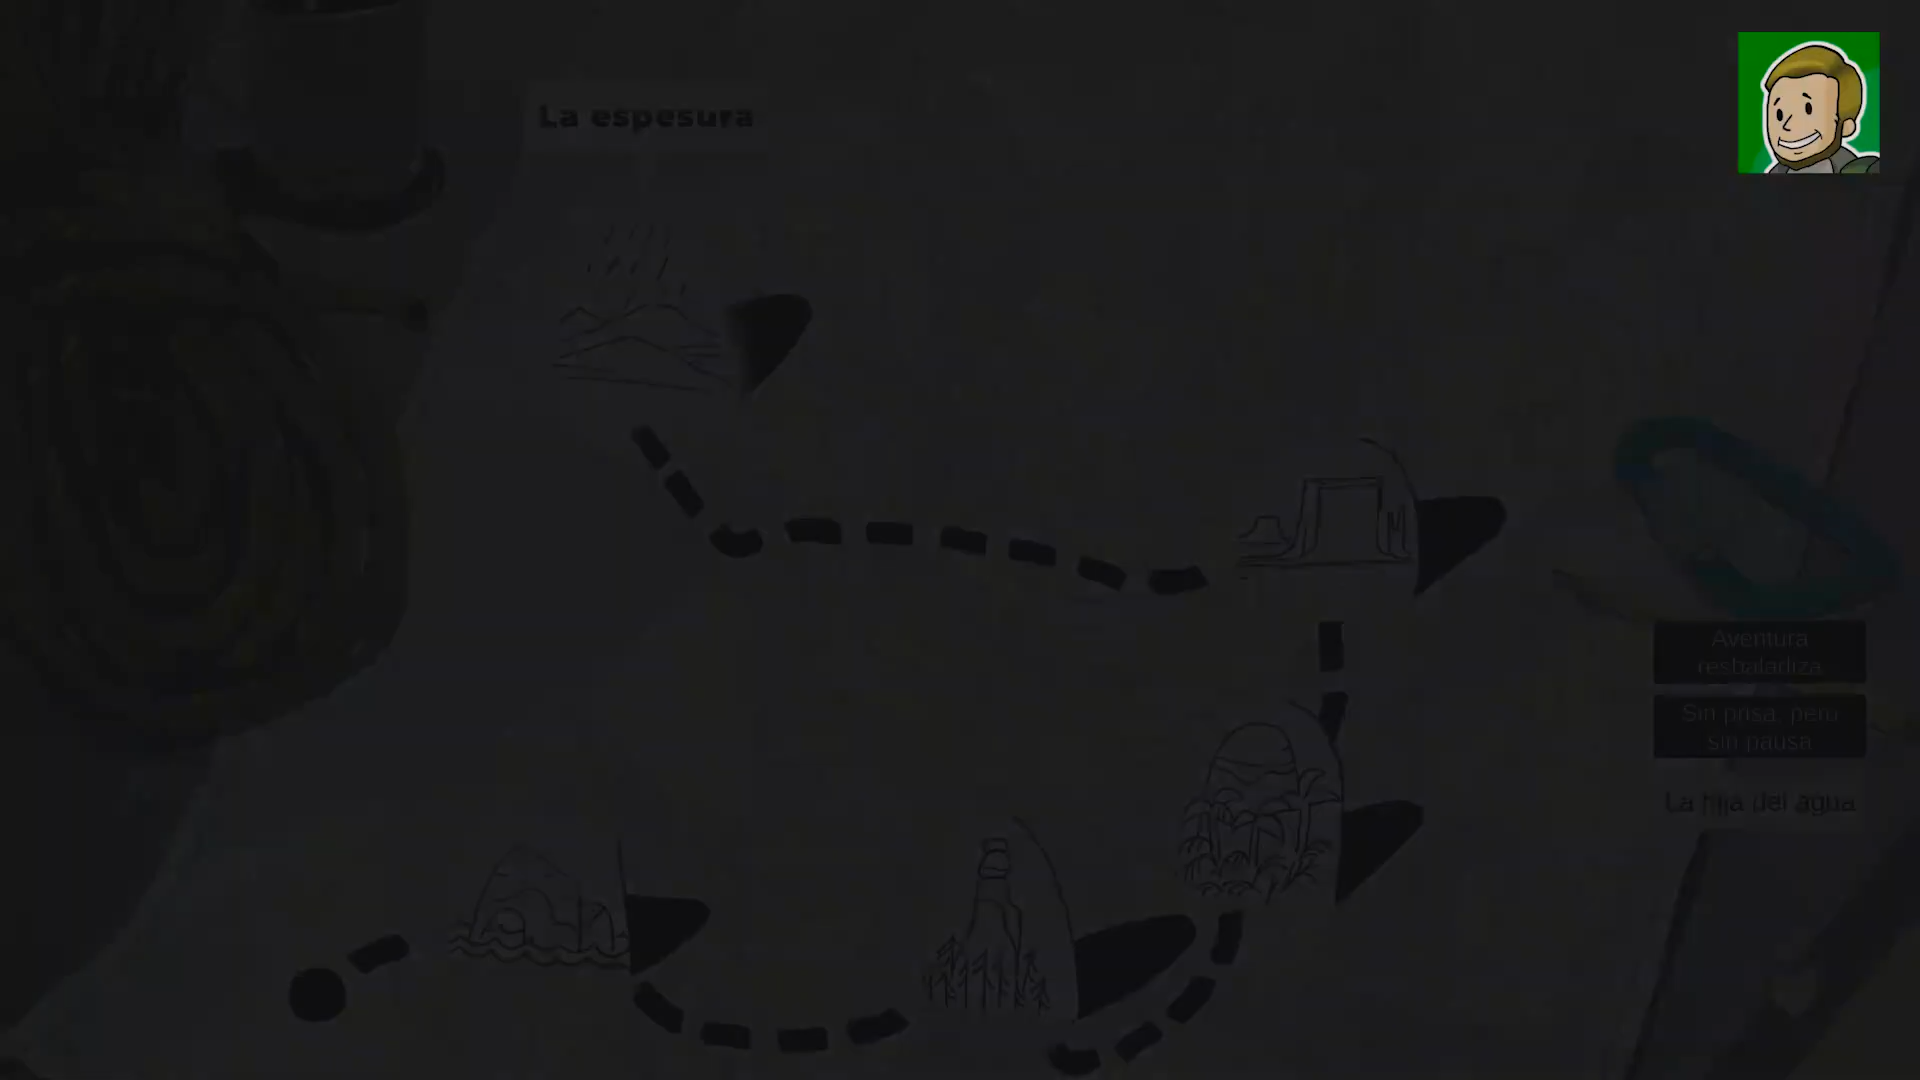 La espesura
Aventura
resbaladiza
Sin prisa, pero
sin pausa
La hija del agua